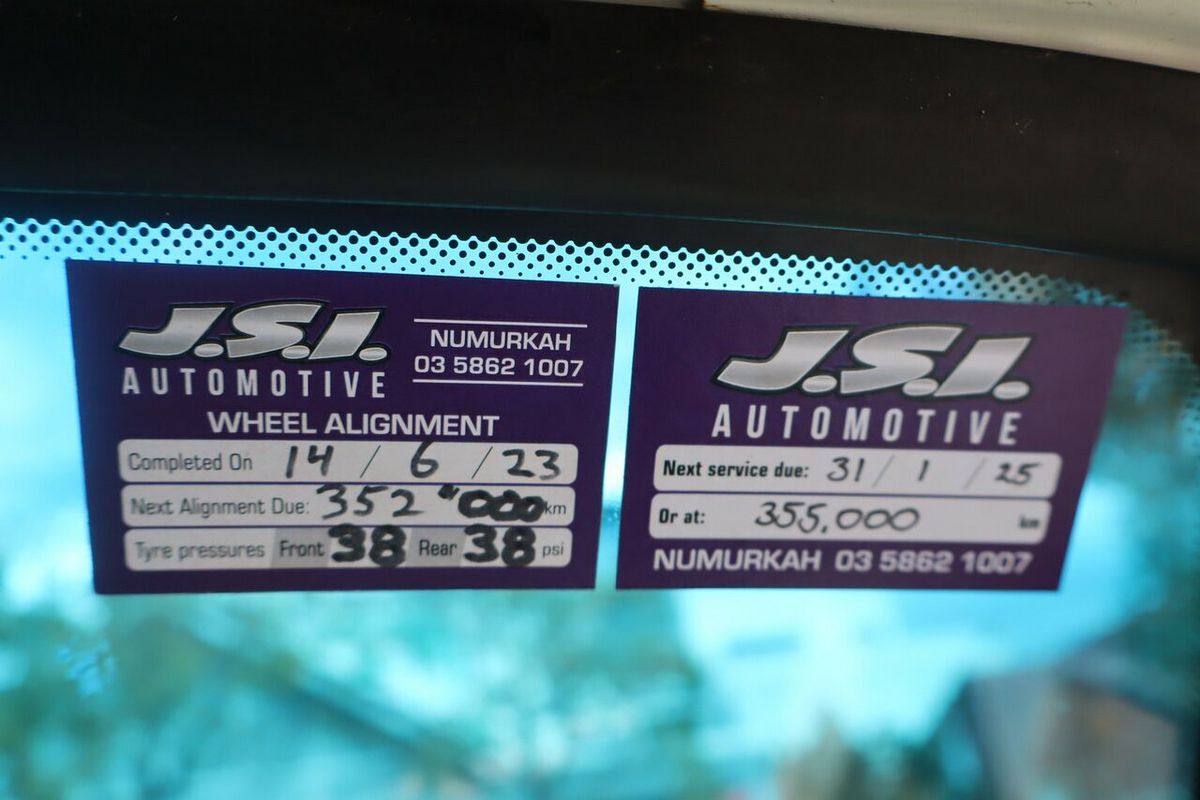 J.S.I.
AUTOMOTIVE
NUMURKAH
03 5862 1007
WHEEL ALIGNMENT
Completed On 14 / 6 / 23
Next Alignment Due: 352 "000 km
Tyre pressures Front 38 Rear 38 psi
J.S.I.
AUTOMOTIVE
Next service due: 31 / 1 / 25
Or at: 355,000 km
NUMURKAH 03 5862 1007